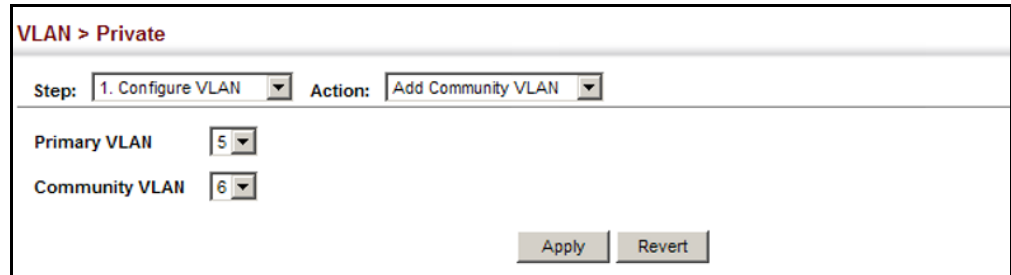 VLAN > Private
Step: 1. Configure VLAN Action: Add Community VLAN
Primary VLAN 5
Community VLAN 6
Apply Revert